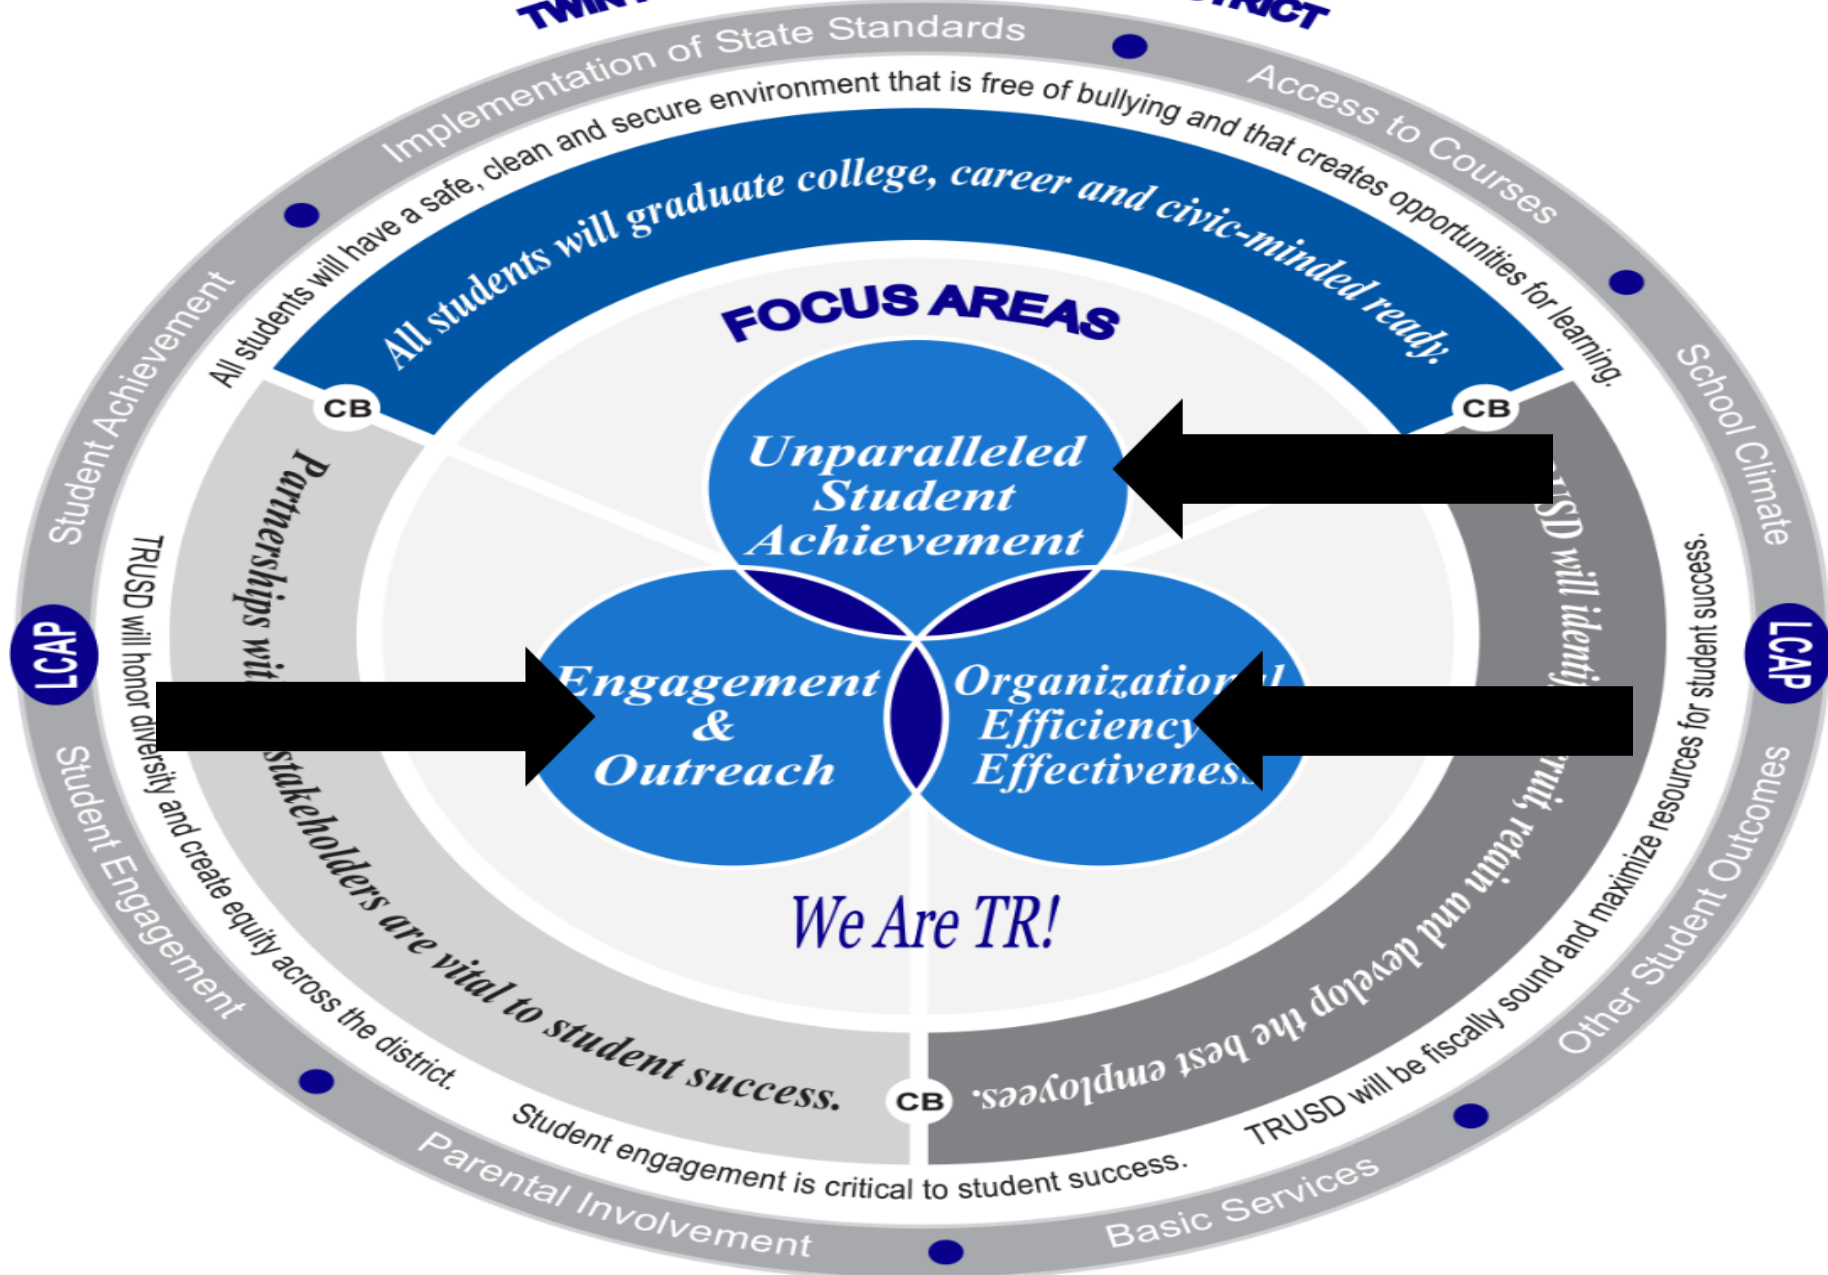 TWIN
Implementation of State Standards
Access to Courses
School Climate
Other Student Outcomes
Basic Services
Parental Involvement
Student Engagement
Student Achievement
LCAP
LCAP
All students will have a safe, clean and secure environment that is free of bullying and that creates opportunities for learning.
TRUSD will be fiscally sound and maximize resources for student success.
Student engagement is critical to student success.
TRUSD will honor diversity and create equity across the district.
All students will graduate college, career and civic-minded ready.
CB
CB
will identify
retain and develop the best employees.
CB
Partnerships
stakeholders are vital to student success.
FOCUS AREAS
Unparalleled
Student
Achievement
Engagement
&
Outreach
Organizational
Efficiency
Effectiveness
We Are TR!